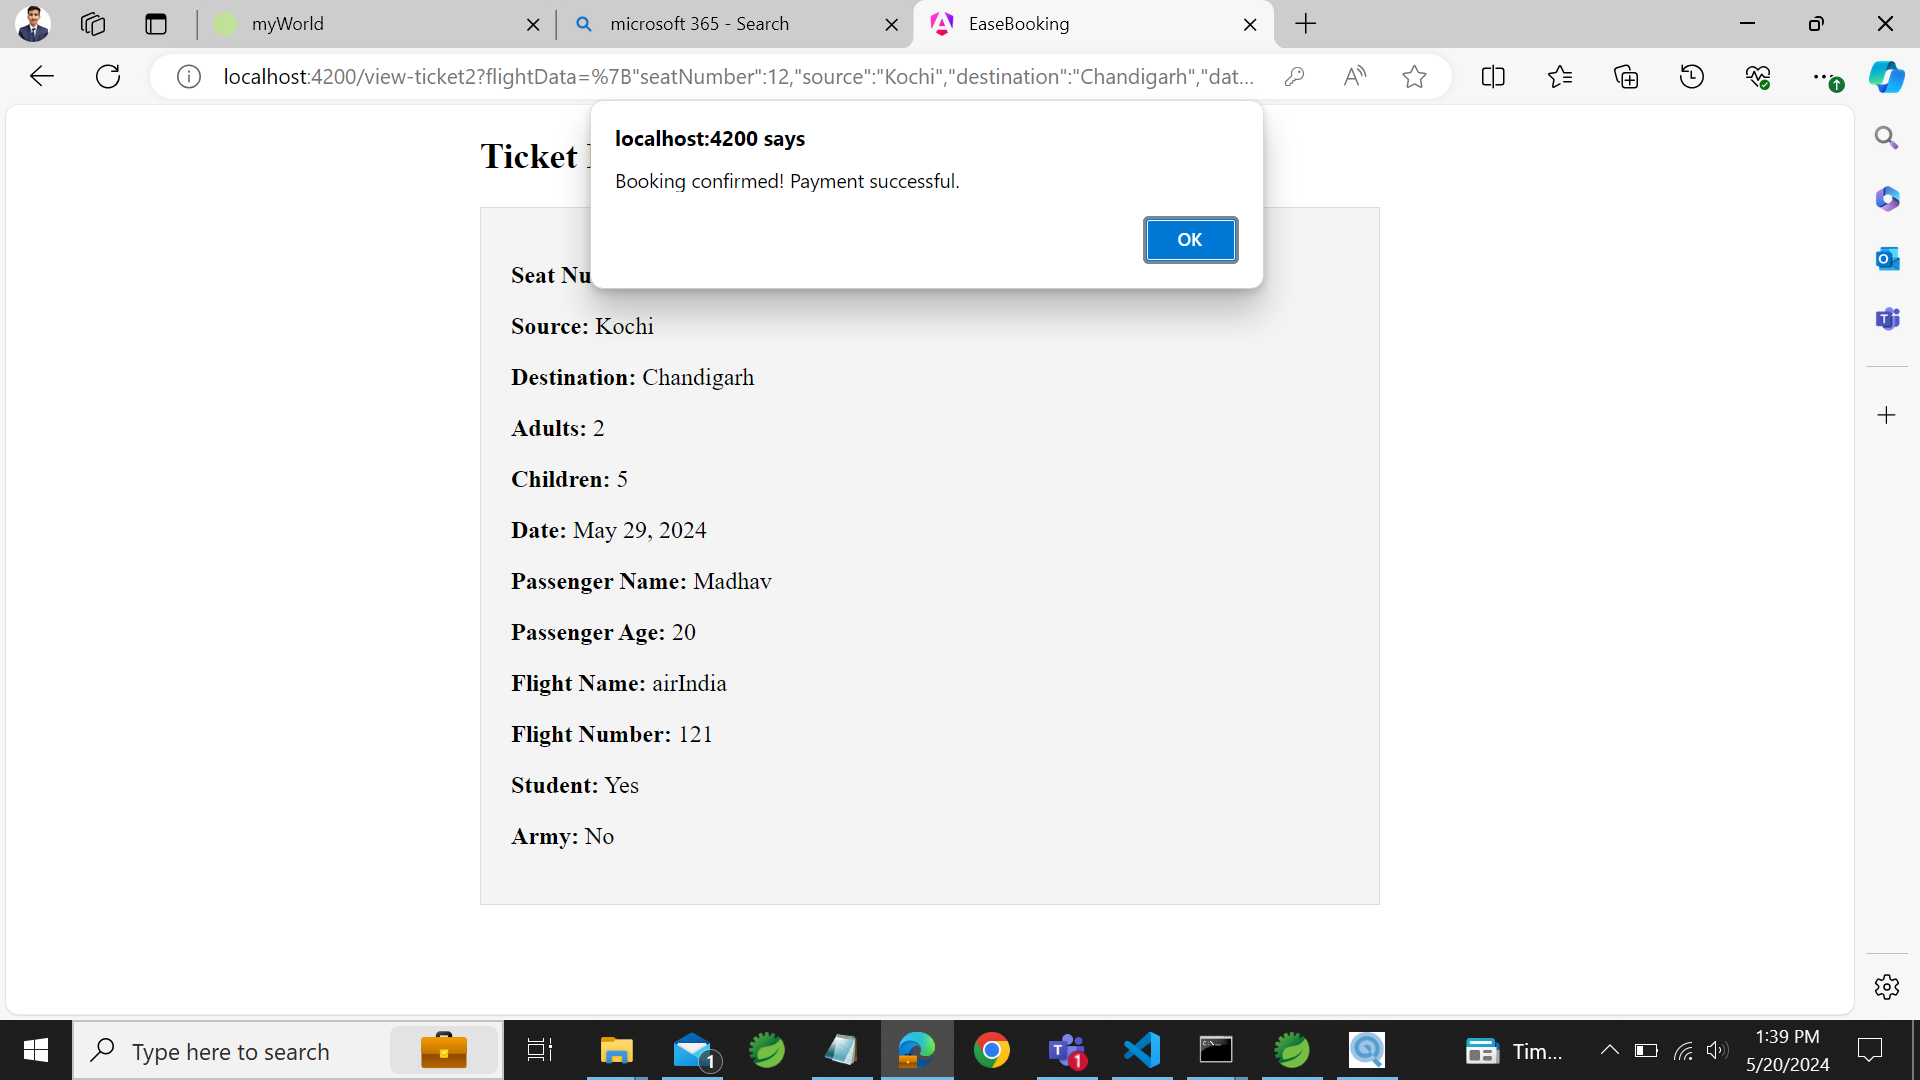 myWorld
microsoft 365 - Search
EaseBooking
localhost:4200/view-ticket2?flightData=%7B"seatNumber":12,"source":"Kochi","destination":"Chandigarh","dat...
localhost:4200 says
Booking confirmed! Payment successful.
OK
Ticket
Seat Nu
Source: Kochi
Destination: Chandigarh
Adults: 2
Children: 5
Date: May 29, 2024
Passenger Name: Madhav
Passenger Age: 20
Flight Name: airIndia
Flight Number: 121
Student: Yes
Army: No
Type here to search
1
1
Tim...
1:39 PM
5/20/2024